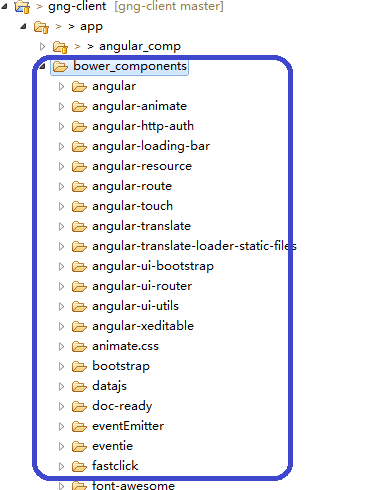 > gng-client [gng-client master]
> > app
> > angular_comp
bower_components
angular
angular-animate
angular-http-auth
angular-loading-bar
angular-resource
angular-route
angular-touch
angular-translate
angular-translate-loader-static-files
angular-ui-bootstrap
angular-ui-router
angular-ui-utils
angular-xeditable
animate.css
bootstrap
datajs
doc-ready
eventEmitter
eventie
fastclick
font-awesome